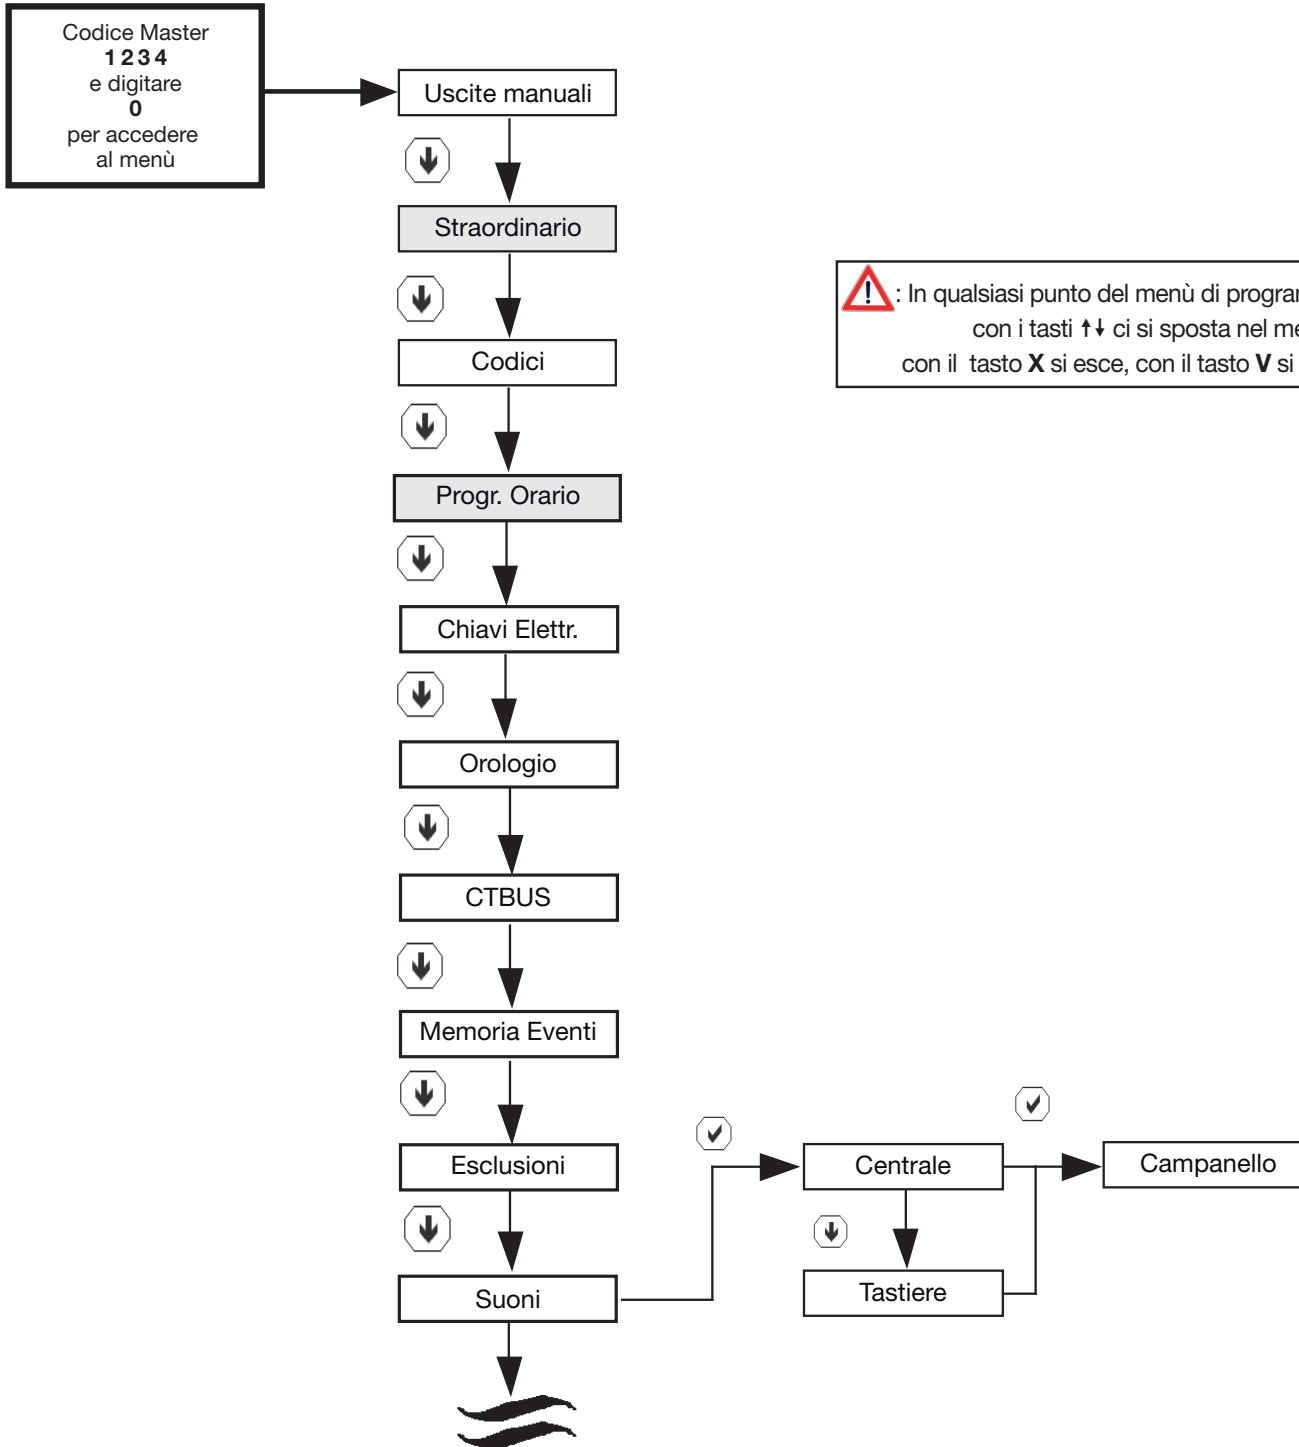 Codice Master
1234
e digitare
0
per accedere
al menù
Uscite manuali
Straordinario
: In qualsiasi punto del menù di
con i tasti ↑↓ ci si sposta nel
con il tasto X si esce, con il tasto V si
Codici
Progr. Orario
Chiavi Elettr.
Orologio
CTBUS
Memoria Eventi
Esclusioni
Centrale
Campanello
Suoni
Tastiere